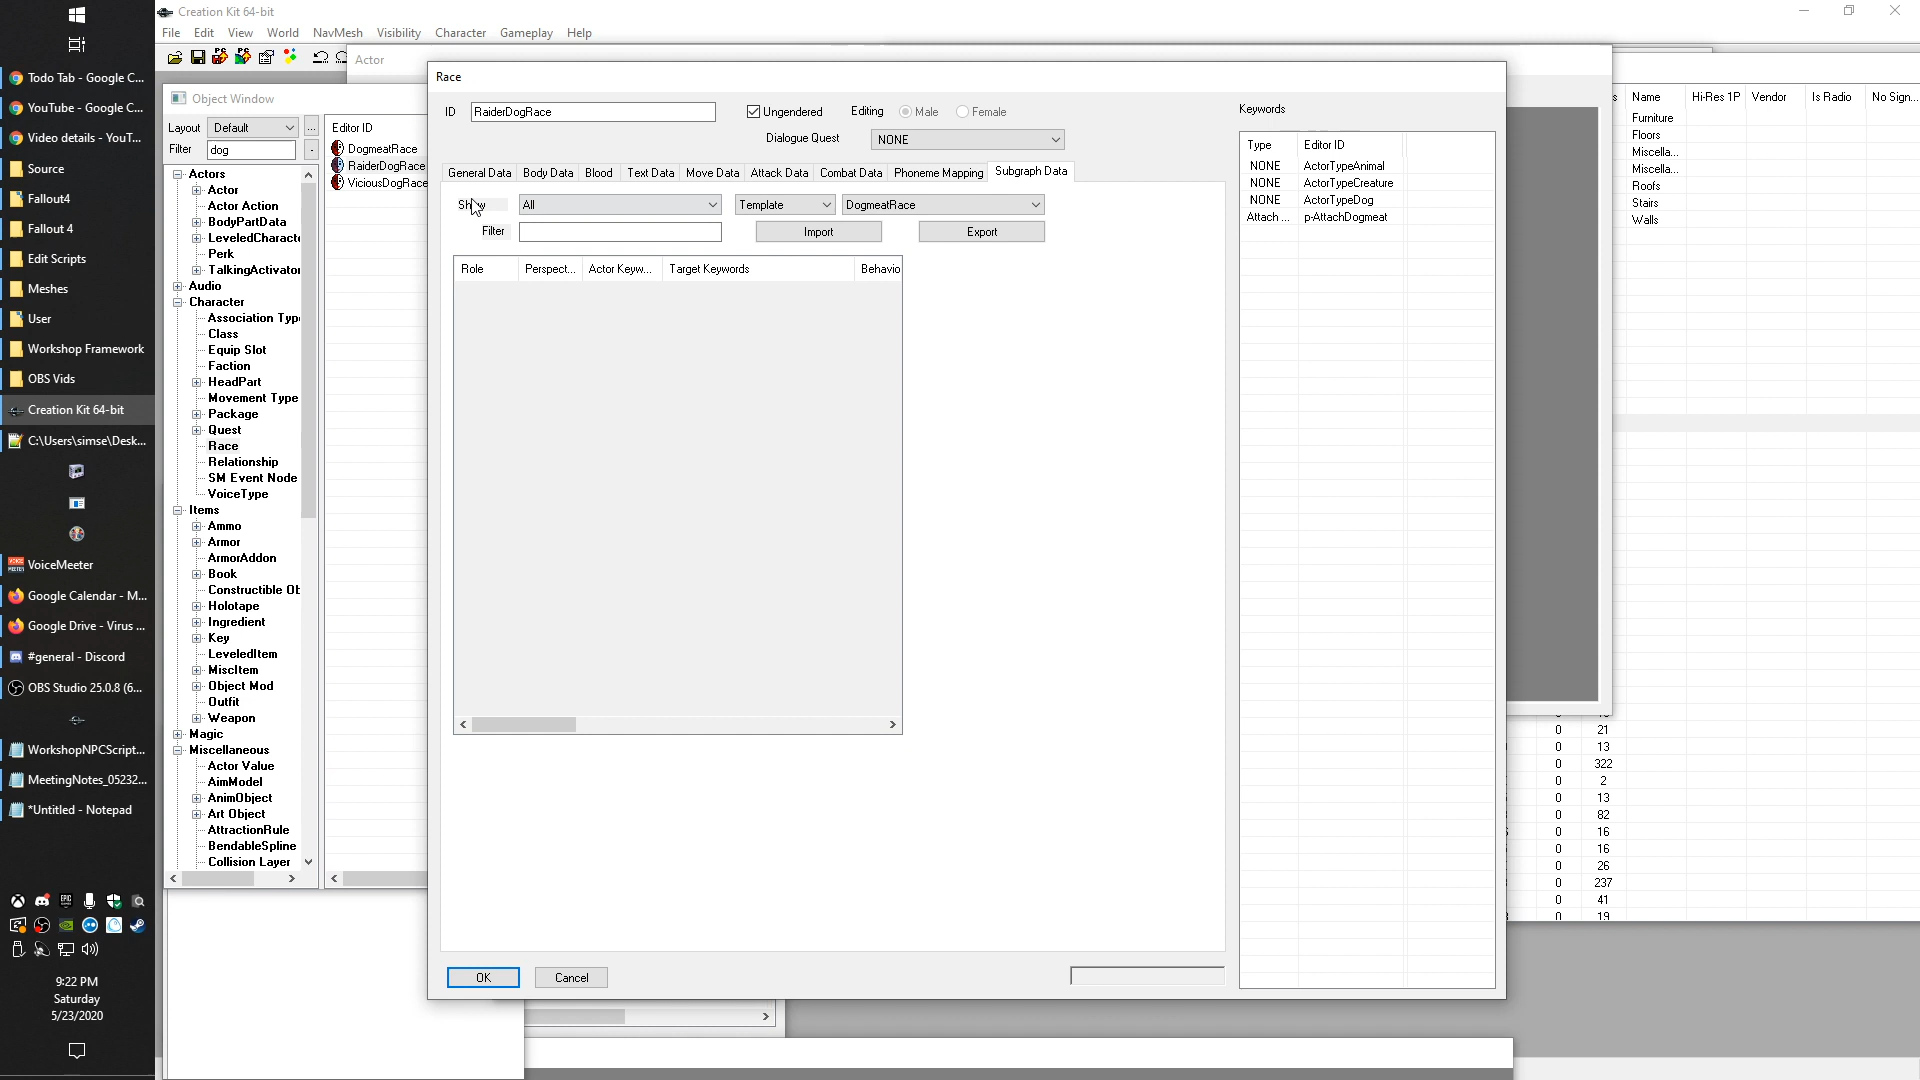 Creation Kit 64-bit
File Edit View World NavMesh Visibility Character Gameplay Help
Todo Tab - Google C...
YouTube - Google C...
Video details - YouT...
Source
Fallout4
Fallout 4
Edit Scripts
Meshes
User
Workshop Framework
OBS Vids
Creation Kit 64-bit
C:\Users\simse\Desk...
VoiceMeeter
Google Calendar - M...
Google Drive - Virus ...
#general - Discord
OBS Studio 25.0.8 (6...
WorkshopNPCScript...
MeetingNotes_05232...
*Untitled - Notepad
9:22 PM
Saturday
5/23/2020
Object Window
Layout Default ...
Filter dog -
Actors
Actor
Actor Action
BodyPartData
LeveledCharacte
Perk
TalkingActivator
Audio
Character
Association Type
Class
Equip Slot
Faction
HeadPart
Movement Type
Package
Quest
Race
Relationship
SM Event Node
VoiceType
Items
Ammo
Armor
ArmorAddon
Book
Constructible Ob
Holotape
Ingredient
Key
LeveledItem
MiscItem
Object Mod
Outfit
Weapon
Magic
Miscellaneous
Actor Value
AimModel
AnimObject
Art Object
AttractionRule
BendableSpline
Collision Layer
Editor ID
DogmeatRace
RaiderDogRace
ViciousDogRace
Actor
Race
ID RaiderDogRace Ungendered Editing Male Female
Dialogue Quest NONE
General Data Body Data Blood Text Data Move Data Attack Data Combat Data Phoneme Mapping Subgraph Data
Show All Template DogmeatRace
Filter Import Export
Role Perspect... Actor Keyw... Target Keywords Behavio
OK Cancel
Keywords
Type Editor ID
NONE ActorTypeAnimal
NONE ActorTypeCreature
NONE ActorTypeDog
Attach ... p-AttachDogmeat
Name Hi-Res 1P Vendor Is Radio No Sign...
Furniture
Floors
Miscella...
Miscella...
Roofs
Stairs
Walls
0 21
0 13
0 322
0 2
0 13
0 82
0 16
0 16
0 26
0 237
0 41
0 19